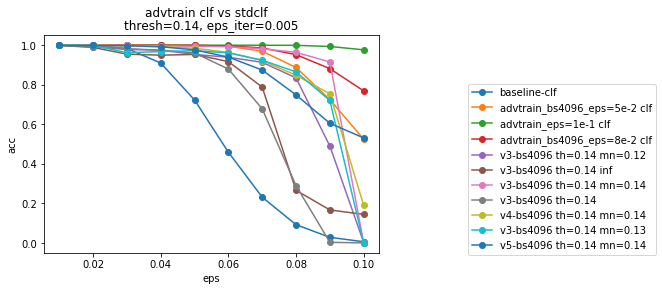 advtrain clf vs stdclf
thresh=0.14, eps_iter=0.005
1.0
0.8
0.6
0.4
0.2
0.0
acc
0.02
0.04
0.06
0.08
0.10
eps
baseline-clf
advtrain_bs4096_eps=5e-2 clf
advtrain_eps=1e-1 clf
advtrain_bs4096_eps=8e-2 clf
v3-bs4096 th=0.14 mn=0.12
v3-bs4096 th=0.14 inf
v3-bs4096 th=0.14 mn=0.14
v3-bs4096 th=0.14
v4-bs4096 th=0.14 mn=0.14
v3-bs4096 th=0.14 mn=0.13
v5-bs4096 th=0.14 mn=0.14